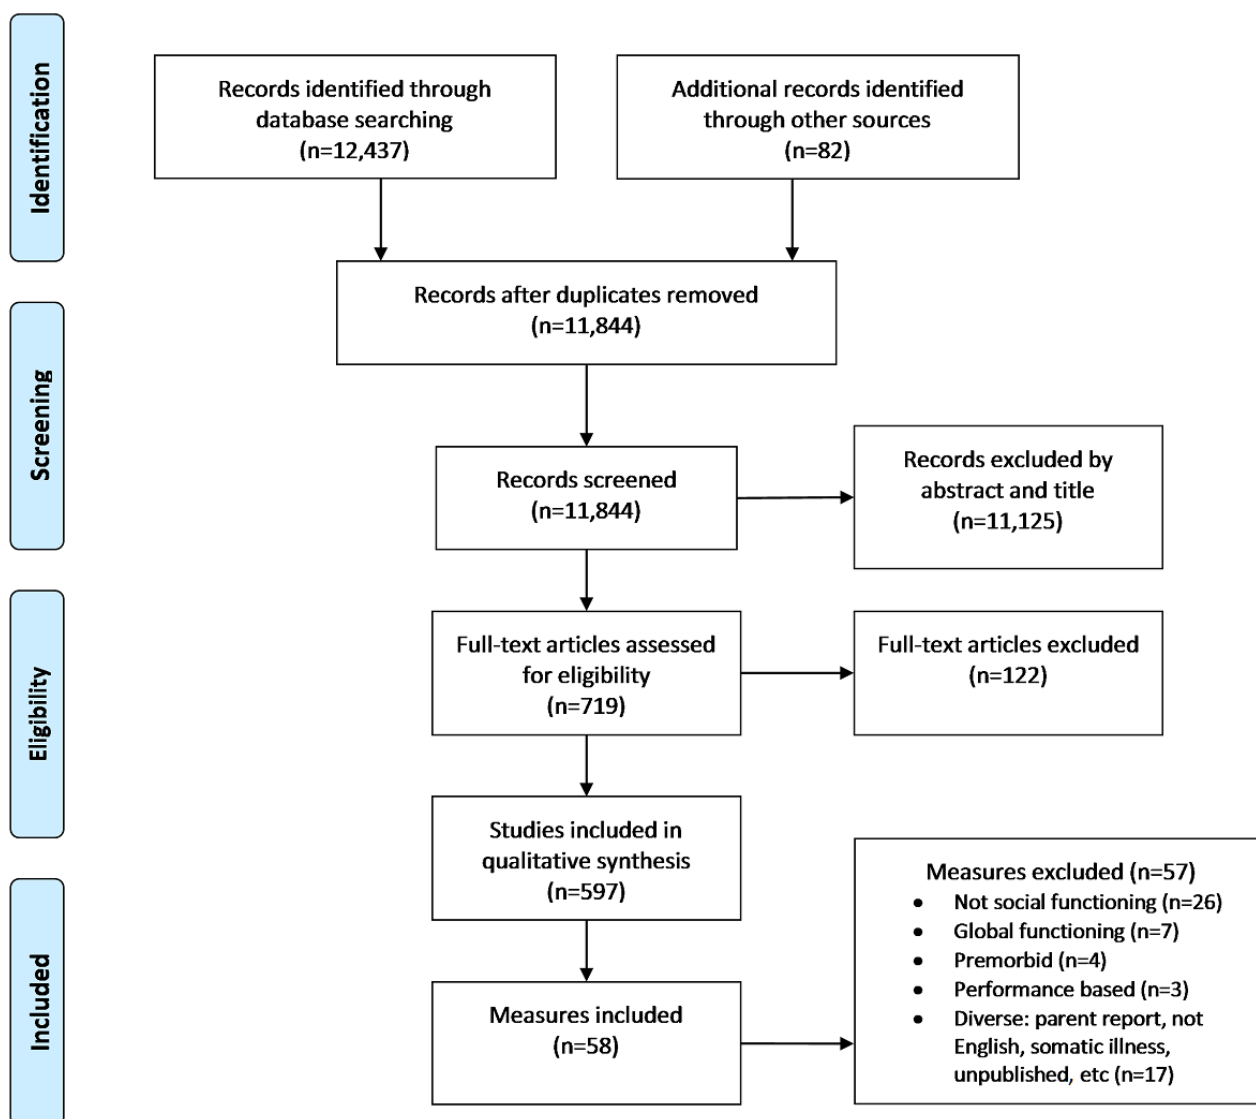 Identification
Records identified through
database searching
(n=12,437)
Additional records identified
through other sources
(n=82)
Records after duplicates removed
(n=11,844)
Screening
Records screened
(n=11,844)
Records excluded by
abstract and title
(n=11,125)
Eligibility
Full-text articles assessed
for eligibility
(n=719)
Full-text articles excluded
(n=122)
Studies included in
qualitative synthesis
(n=597)
Included
Measures included
(n=58)
Measures excluded (n=57)
• Not social functioning (n=26)
• Global functioning (n=7)
• Premorbid (n=4)
• Performance based (n=3)
• Diverse: parent report, not
English, somatic illness,
unpublished, etc (n=17)